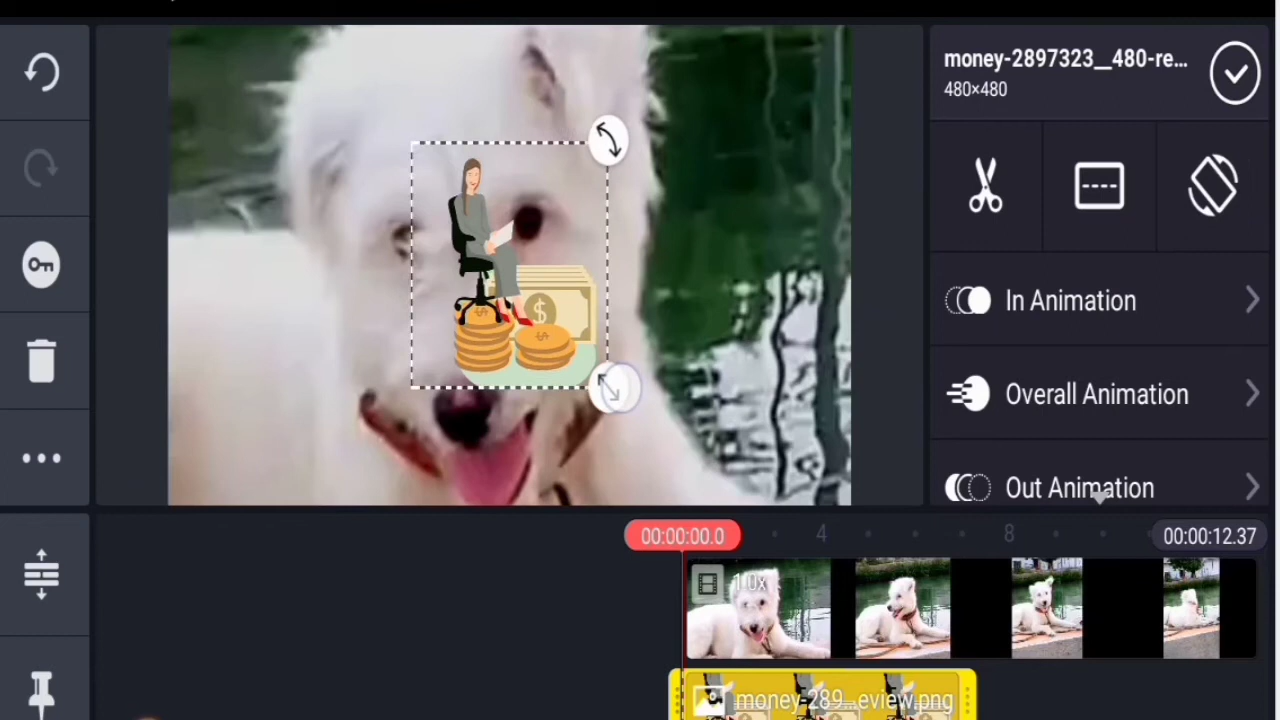 money-2897323__480-re...
480×480
In Animation
Overall Animation
Out Animation
00:00:00.0
4
8
00:00:12.37
1.0x
money-289...eview.png